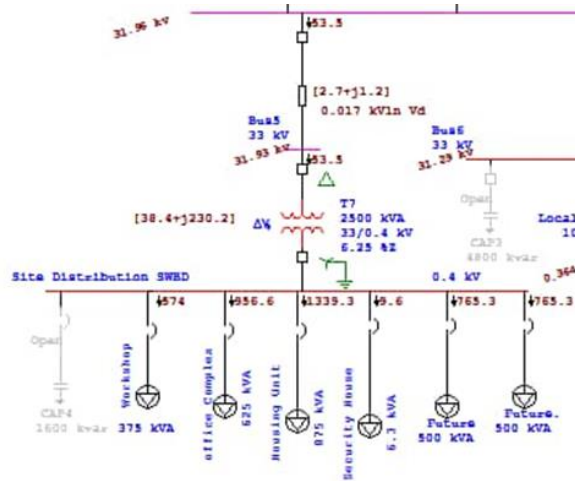 31.96 kV
53.5
[2.7+j1.2]
0.017 kVln Vd
Bus5
33 kV
31.93 kV
53.5
Bus6
33 kV
31.29 kV
Open
CAP3
4800 kvar
Local
10
[38.4+j230.2]
T7
2500 kVA
33/0.4 kV
6.25 %Z
Site Distribution SWBD
0.4 kV
0.364
574
956.6
1339.3
9.6
765.3
765.3
Open
CAP4
1600 kvar
Workshop
375 kVA
office Complex
625 kVA
Housing Unit
875 kVA
Security House
6.3 kVA
Future
500 kVA
Future.
500 kVA